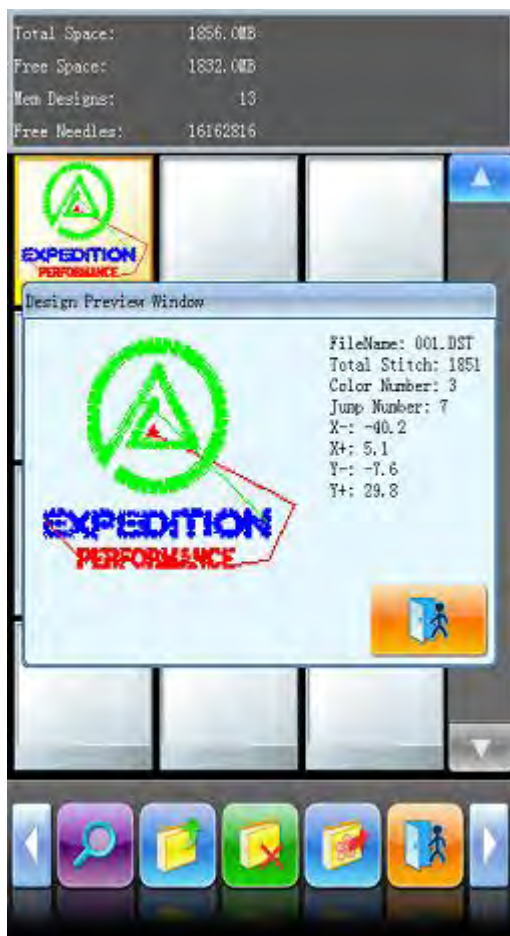 Total Space: 1856.0MB
Free Space: 1832.0MB
Mem Designs: 13
Free Needles: 16162816
EXPEDITION
PERFORMANCE
Design Preview Window
FileName: 001.DST
Total Stitch: 1851
Color Number: 3
Jump Number: 7
X-: -40.2
X+: 5.1
Y-: -7.6
Y+: 29.8
EXPEDITION
PERFORMANCE